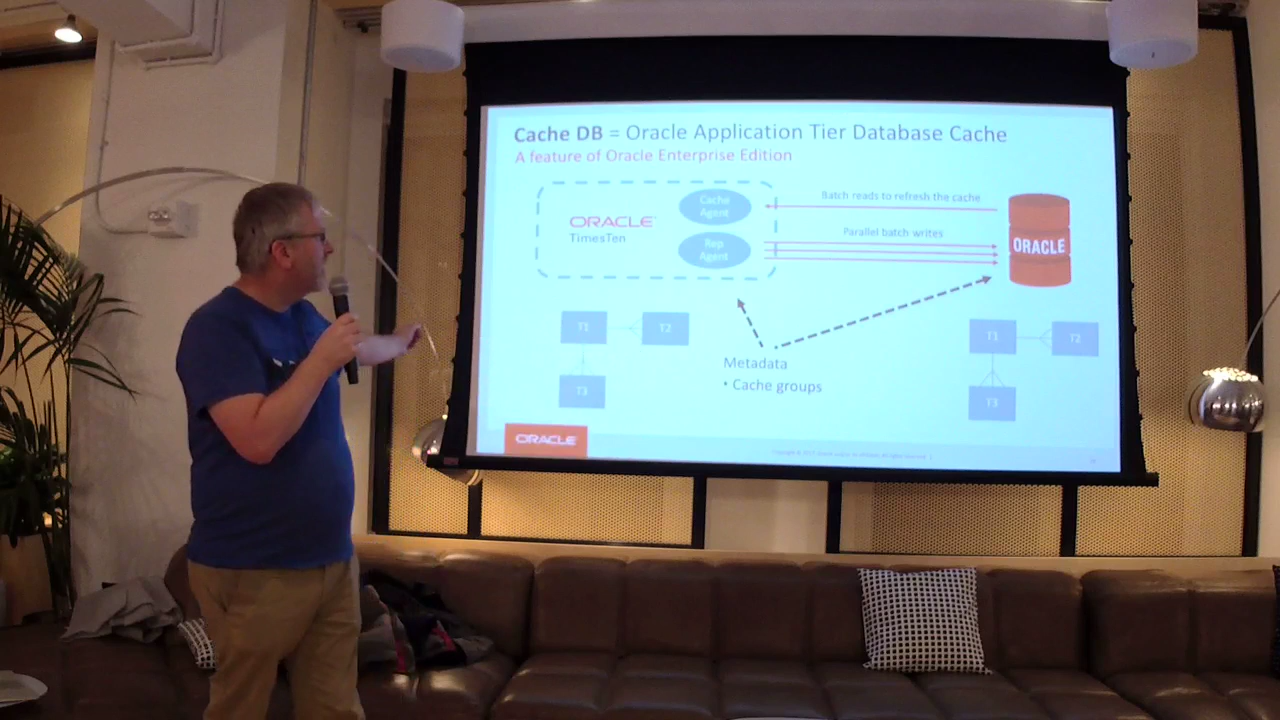 Cache DB = Oracle Application Tier Database Cache
A feature of Oracle Enterprise Edition
Cache
Agent
ORACLE
TimesTen
Rep
Agent
Batch reads to refresh the cache
Parallel batch writes
ORACLE
T1
T2
T3
Metadata
• Cache groups
T1
T2
T3
ORACLE